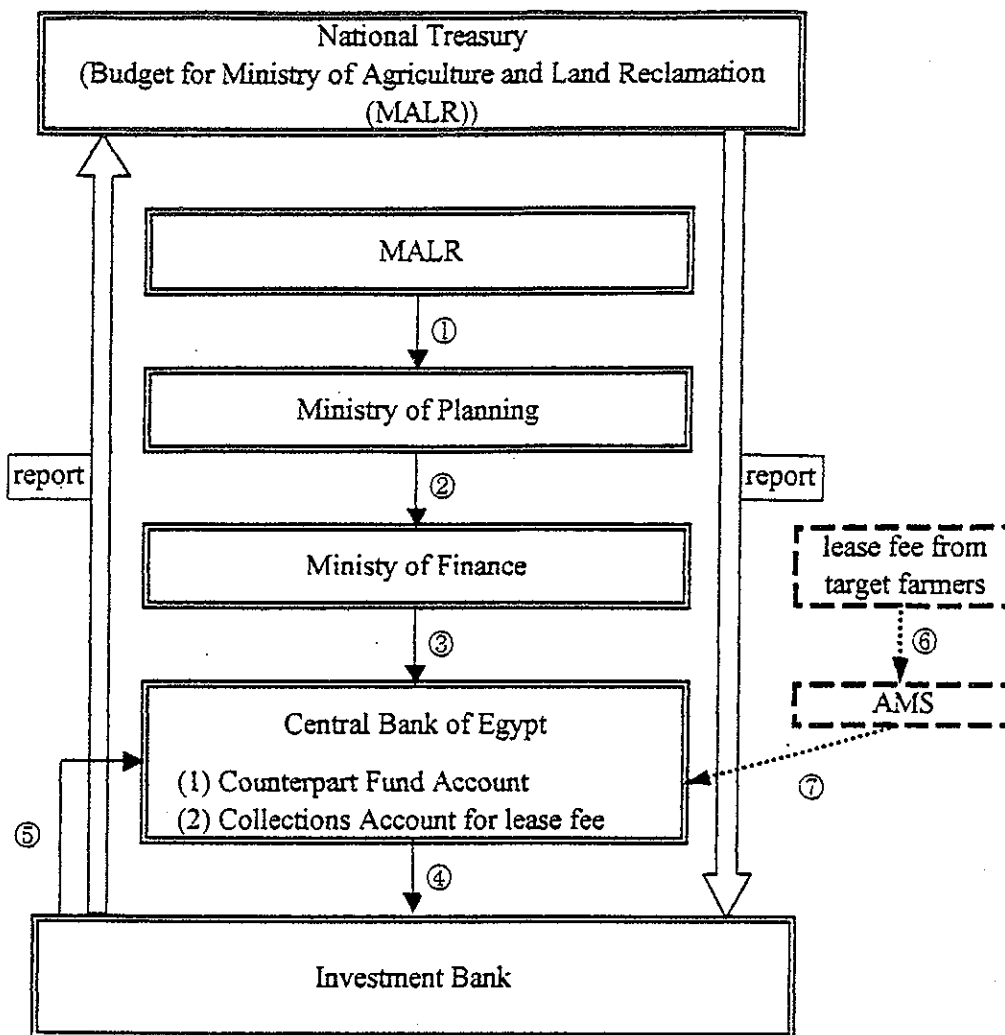 National Treasury
(Budget for Ministry of Agriculture and Land Reclamation
(MALR))
MALR
①
Ministry of Planning
②
report
report
Ministy of Finance
lease fee from
target farmers
③
⑥
AMS
Central Bank of Egypt
(1) Counterpart Fund Account
(2) Collections Account for lease fee
⑦
⑤
④
Investment Bank